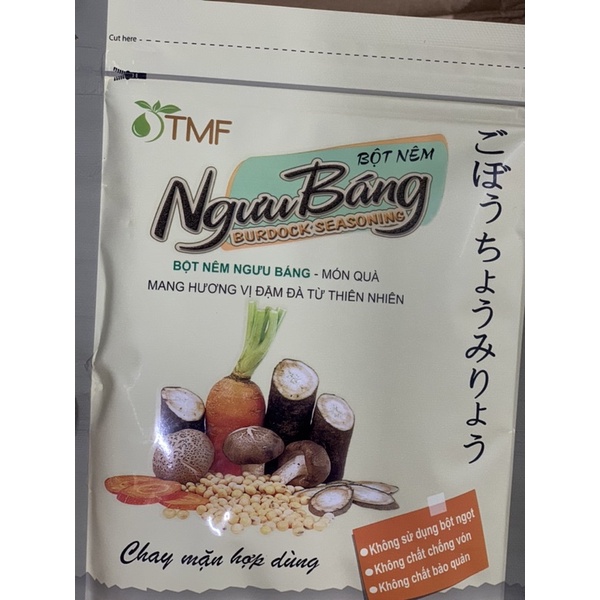 Cut here
TMF
BỘT NÊM
Ngưu Báng
BURDOCK SEASONING
BỘT NÊM NGƯU BÁNG - MÓN QUÀ
MANG HƯƠNG VỊ ĐẬM ĐÀ TỪ THIÊN NHIÊN
ごぼうちょうみりょう
Chay mặn hợp dùng
• Không sử dụng bột ngọt
• Không chất chống vón
• Không chất bảo quản